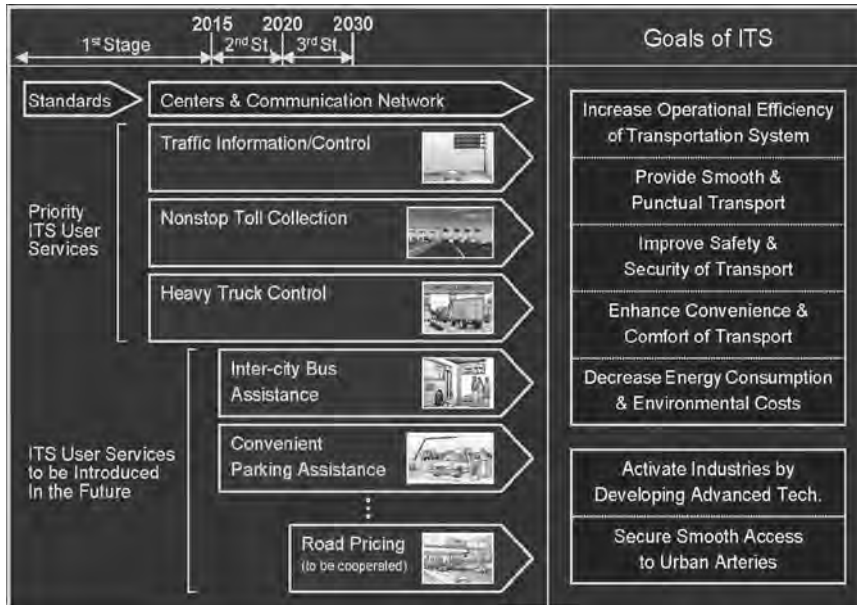 2015 2020 2030
1st Stage 2nd St. 3rd St.
Goals of ITS
Standards
Centers & Communication Network
Priority
ITS User
Services
Traffic Information/Control
Nonstop Toll Collection
Heavy Truck Control
ITS User Services
to be Introduced
In the Future
Inter-city Bus
Assistance
Convenient
Parking Assistance
Road Pricing
(to be cooperated)
Increase Operational Efficiency
of Transportation System
Provide Smooth &
Punctual Transport
Improve Safety &
Security of Transport
Enhance Convenience &
Comfort of Transport
Decrease Energy Consumption
& Environmental Costs
Activate Industries by
Developing Advanced Tech.
Secure Smooth Access
to Urban Arteries